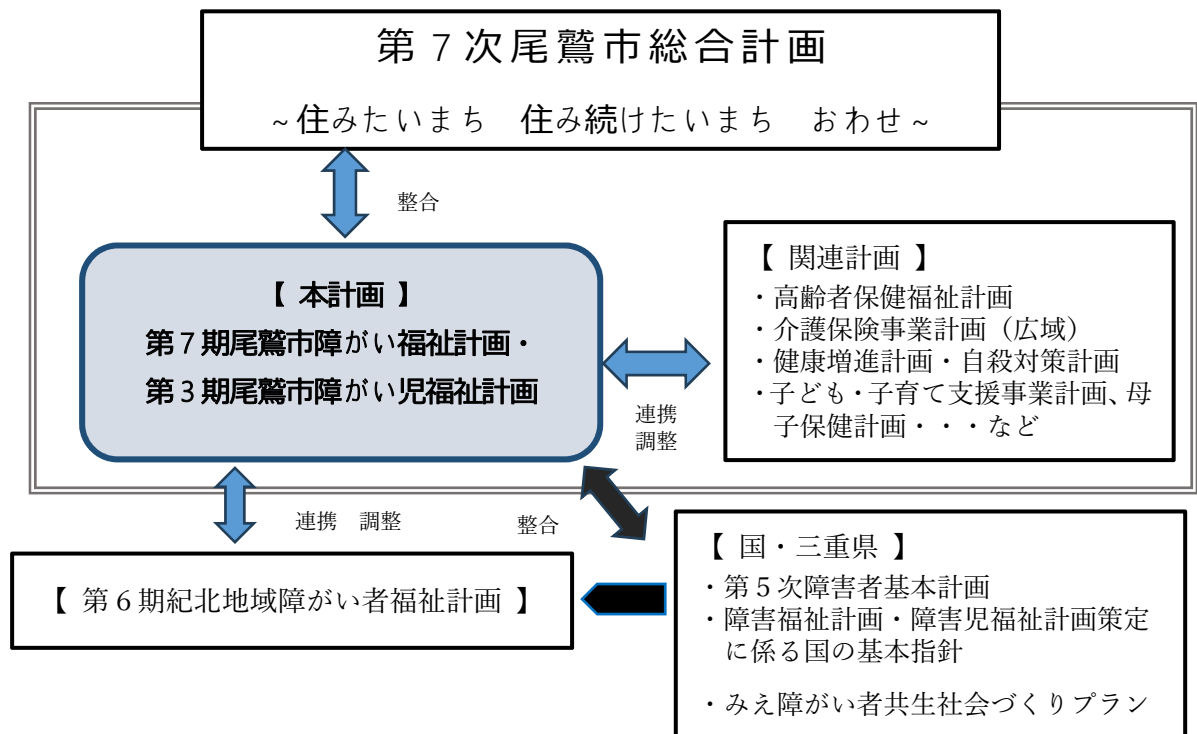 第7次尾鷲市総合計画
~住みたいまち　住み続けたいまち　おわせ~
整合
【 本計画 】
第7期尾鷲市障がい福祉計画・
第3期尾鷲市障がい児福祉計画
【 関連計画 】
・高齢者保健福祉計画
・介護保険事業計画（広域）
・健康増進計画・自殺対策計画
・子ども・子育て支援事業計画、母
子保健計画・・・など
連携
調整
連携　調整
整合
【 第6期紀北地域障がい者福祉計画 】
【 国・三重県 】
・第5次障害者基本計画
・障害福祉計画・障害児福祉計画策定
に係る国の基本指針
・みえ障がい者共生社会づくりプラン